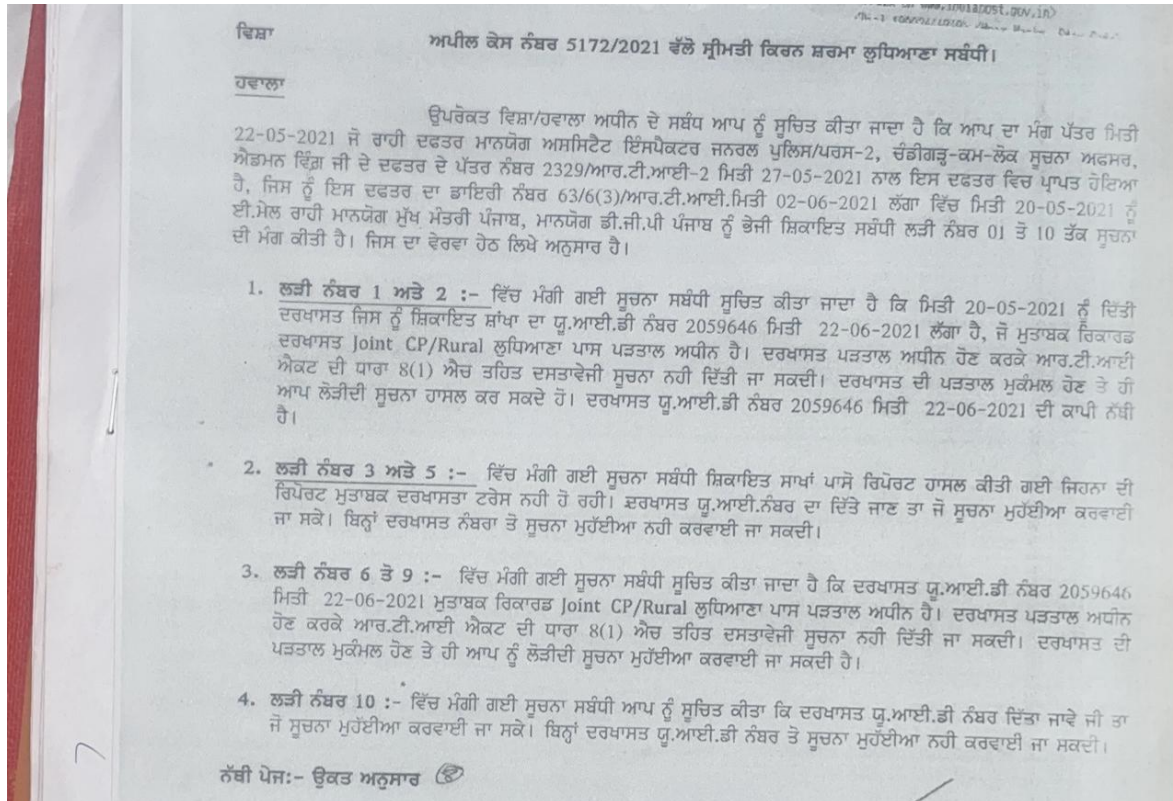 ਵਿਸ਼ਾ ਅਪੀਲ ਕੇਸ ਨੰਬਰ 5172/2021 ਵੱਲੋ ਸ੍ਰੀਮਤੀ ਕਿਰਨ ਸ਼ਰਮਾ ਲੁਧਿਆਣਾ ਸਬੰਧੀ।
ਹਵਾਲਾ
ਉਪਰੋਕਤ ਵਿਸ਼ਾ/ਹਵਾਲਾ ਅਧੀਨ ਦੇ ਸਬੰਧ ਆਪ ਨੂੰ ਸੂਚਿਤ ਕੀਤਾ ਜਾਦਾ ਹੈ ਕਿ ਆਪ ਦਾ ਮੰਗ ਪੱਤਰ ਮਿਤੀ
22-05-2021 ਜੋ ਰਾਹੀ ਦਫਤਰ ਮਾਨਯੋਗ ਅਸਸਿਟੈਟ ਇੰਸਪੈਕਟਰ ਜਨਰਲ ਪੁਲਿਸ/ਪਰਸ-2, ਚੰਡੀਗੜ੍ਹ-ਕਮ-ਲੋਕ ਸੂਚਨਾ ਅਫਸਰ,
ਐਡਮਨ ਵਿੰਗ਼ ਜੀ ਦੇ ਦਫਤਰ ਦੇ ਪੱਤਰ ਨੰਬਰ 2329/ਆਰ.ਟੀ.ਆਈ-2 ਮਿਤੀ 27-05-2021 ਨਾਲ ਇਸ ਦਫਤਰ ਵਿਚ ਪ੍ਰਾਪਤ ਹੋਇਆ
ਹੈ, ਜਿਸ ਨੂੰ ਇਸ ਦਫਤਰ ਦਾ ਡਾਇਰੀ ਨੰਬਰ 63/6(3)/ਆਰ.ਟੀ.ਆਈ.ਮਿਤੀ 02-06-2021 ਲੱਗਾ ਵਿੱਚ ਮਿਤੀ 20-05-2021 ਨੂੰ
ਈ.ਮੇਲ ਰਾਹੀ ਮਾਨਯੋਗ ਮੁੱਖ ਮੰਤਰੀ ਪੰਜਾਬ, ਮਾਨਯੋਗ ਡੀ.ਜੀ.ਪੀ ਪੰਜਾਬ ਨੂੰ ਭੇਜੀ ਸ਼ਿਕਾਇਤ ਸਬੰਧੀ ਲੜੀ ਨੰਬਰ 01 ਤੋ 10 ਤੱਕ ਸੂਚਨਾ
ਦੀ ਮੰਗ ਕੀਤੀ ਹੈ। ਜਿਸ ਦਾ ਵੇਰਵਾ ਹੇਠ ਲਿਖੇ ਅਨੁਸਾਰ ਹੈ।
1. ਲੜੀ ਨੰਬਰ 1 ਅਤੇ 2 :- ਵਿੱਚ ਮੰਗੀ ਗਈ ਸੂਚਨਾ ਸਬੰਧੀ ਸੂਚਿਤ ਕੀਤਾ ਜਾਦਾ ਹੈ ਕਿ ਮਿਤੀ 20-05-2021 ਨੂੰ ਦਿੱਤੀ
ਦਰਖਾਸਤ ਜਿਸ ਨੂੰ ਸ਼ਿਕਾਇਤ ਸ਼ਾਂਖਾ ਦਾ ਯੂ.ਆਈ.ਡੀ ਨੰਬਰ 2059646 ਮਿਤੀ 22-06-2021 ਲੱਗਾ ਹੈ, ਜੋ ਮੁਤਾਬਕ ਰਿਕਾਰਡ
ਦਰਖਾਸਤ Joint CP/Rural ਲੁਧਿਆਣਾ ਪਾਸ ਪੜਤਾਲ ਅਧੀਨ ਹੈ। ਦਰਖਾਸਤ ਪੜਤਾਲ ਅਧੀਨ ਹੋਣ ਕਰਕੇ ਆਰ.ਟੀ.ਆਈ
ਐਕਟ ਦੀ ਧਾਰਾ 8(1) ਐਚ ਤਹਿਤ ਦਸਤਾਵੇਜੀ ਸੂਚਨਾ ਨਹੀ ਦਿੱਤੀ ਜਾ ਸਕਦੀ। ਦਰਖਾਸਤ ਦੀ ਪੜਤਾਲ ਮੁਕੰਮਲ ਹੋਣ ਤੇ ਹੀ
ਆਪ ਲੋੜੀਦੀ ਸੂਚਨਾ ਹਾਸਲ ਕਰ ਸਕਦੇ ਹੋ। ਦਰਖਾਸਤ ਯੂ.ਆਈ.ਡੀ ਨੰਬਰ 2059646 ਮਿਤੀ 22-06-2021 ਦੀ ਕਾਪੀ ਨੱਥੀ
ਹੈ।
2. ਲੜੀ ਨੰਬਰ 3 ਅਤੇ 5 :- ਵਿੱਚ ਮੰਗੀ ਗਈ ਸੂਚਨਾ ਸਬੰਧੀ ਸ਼ਿਕਾਇਤ ਸਾਖਾਂ ਪਾਸੋ ਰਿਪੋਰਟ ਹਾਸਲ ਕੀਤੀ ਗਈ ਜਿਹਨਾ ਦੀ
ਰਿਪੋਰਟ ਮੁਤਾਬਕ ਦਰਖਾਸਤਾ ਟਰੇਸ ਨਹੀ ਹੋ ਰਹੀ। ਦਰਖਾਸਤ ਯੂ.ਆਈ.ਨੰਬਰ ਦਾ ਦਿੱਤੇ ਜਾਣ ਤਾ ਜੋ ਸੂਚਨਾ ਮੁਹੱਈਆ ਕਰਵਾਈ
ਜਾ ਸਕੇ। ਬਿਨ੍ਹਾਂ ਦਰਖਾਸਤ ਨੰਬਰਾ ਤੋ ਸੂਚਨਾ ਮੁਹੱਈਆ ਨਹੀ ਕਰਵਾਈ ਜਾ ਸਕਦੀ।
3. ਲੜੀ ਨੰਬਰ 6 ਤੋ 9 :- ਵਿੱਚ ਮੰਗੀ ਗਈ ਸੂਚਨਾ ਸਬੰਧੀ ਸੂਚਿਤ ਕੀਤਾ ਜਾਦਾ ਹੈ ਕਿ ਦਰਖਾਸਤ ਯੂ.ਆਈ.ਡੀ ਨੰਬਰ 2059646
ਮਿਤੀ 22-06-2021 ਮੁਤਾਬਕ ਰਿਕਾਰਡ Joint CP/Rural ਲੁਧਿਆਣਾ ਪਾਸ ਪੜਤਾਲ ਅਧੀਨ ਹੈ। ਦਰਖਾਸਤ ਪੜਤਾਲ ਅਧੀਨ
ਹੋਣ ਕਰਕੇ ਆਰ.ਟੀ.ਆਈ ਐਕਟ ਦੀ ਧਾਰਾ 8(1) ਐਚ ਤਹਿਤ ਦਸਤਾਵੇਜੀ ਸੂਚਨਾ ਨਹੀ ਦਿੱਤੀ ਜਾ ਸਕਦੀ। ਦਰਖਾਸਤ ਦੀ
ਪੜਤਾਲ ਮੁਕੰਮਲ ਹੋਣ ਤੇ ਹੀ ਆਪ ਨੂੰ ਲੋੜੀਦੀ ਸੂਚਨਾ ਮੁਹੱਈਆ ਕਰਵਾਈ ਜਾ ਸਕਦੀ ਹੈ।
4. ਲੜੀ ਨੰਬਰ 10 :- ਵਿੱਚ ਮੰਗੀ ਗਈ ਸੂਚਨਾ ਸਬੰਧੀ ਆਪ ਨੂੰ ਸੂਚਿਤ ਕੀਤਾ ਕਿ ਦਰਖਾਸਤ ਯੂ.ਆਈ.ਡੀ ਨੰਬਰ ਦਿੱਤਾ ਜਾਵੇ ਜੀ ਤਾ
ਜੋ ਸੂਚਨਾ ਮੁਹੱਈਆ ਕਰਵਾਈ ਜਾ ਸਕੇ। ਬਿਨ੍ਹਾਂ ਦਰਖਾਸਤ ਯੂ.ਆਈ.ਡੀ ਨੰਬਰ ਤੋ ਸੂਚਨਾ ਮੁਹੱਈਆ ਨਹੀ ਕਰਵਾਈ ਜਾ ਸਕਦੀ।
ਨੱਥੀ ਪੇਜ:- ਉਕਤ ਅਨੁਸਾਰ 8